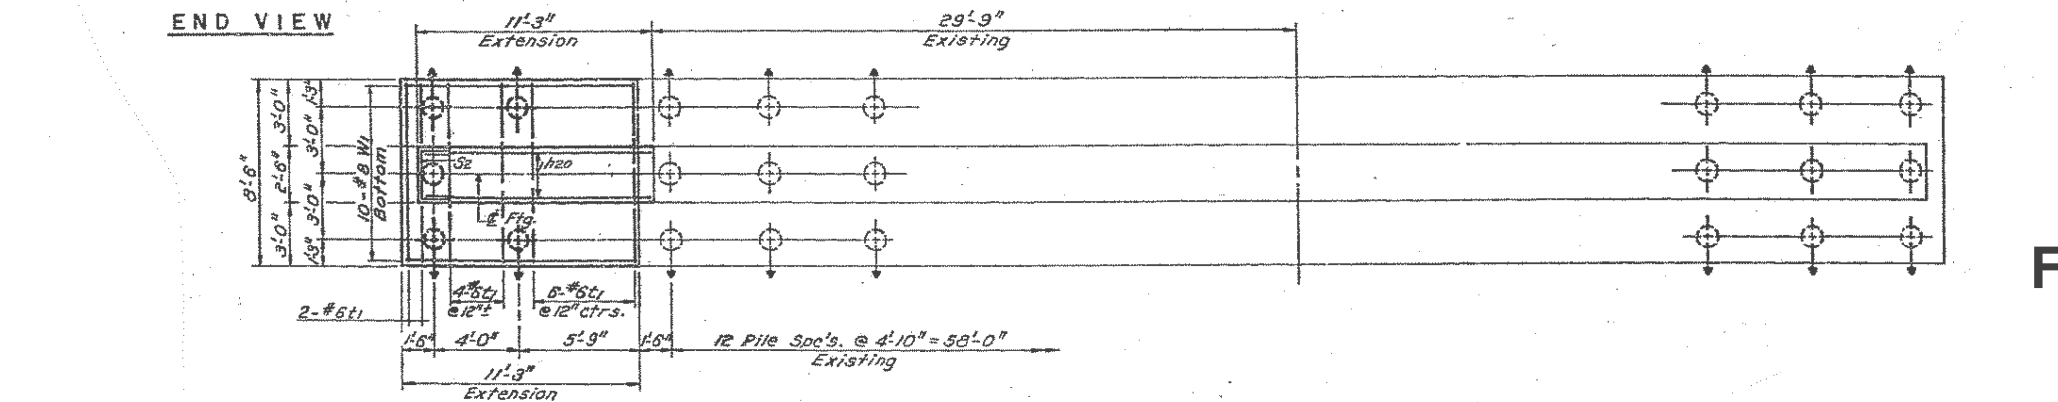 END VIEW
11'-3"
Extension
29'-9"
Existing
8'-6"
3'-0"
2'-6"
3'-0"
1'-3"
3'-0"
3'-0"
1'-3"
10-#8 W1
Bottom
S2
h20
℄ Ftg.
F
4-#6t1
@12"±
6-#6t1
@12"ctrs.
2-#6t1
1'-6"
4'-0"
5'-9"
1'-6"
12 Pile Spc's. @ 4'-10" = 58'-0"
Existing
11'-3"
Extension